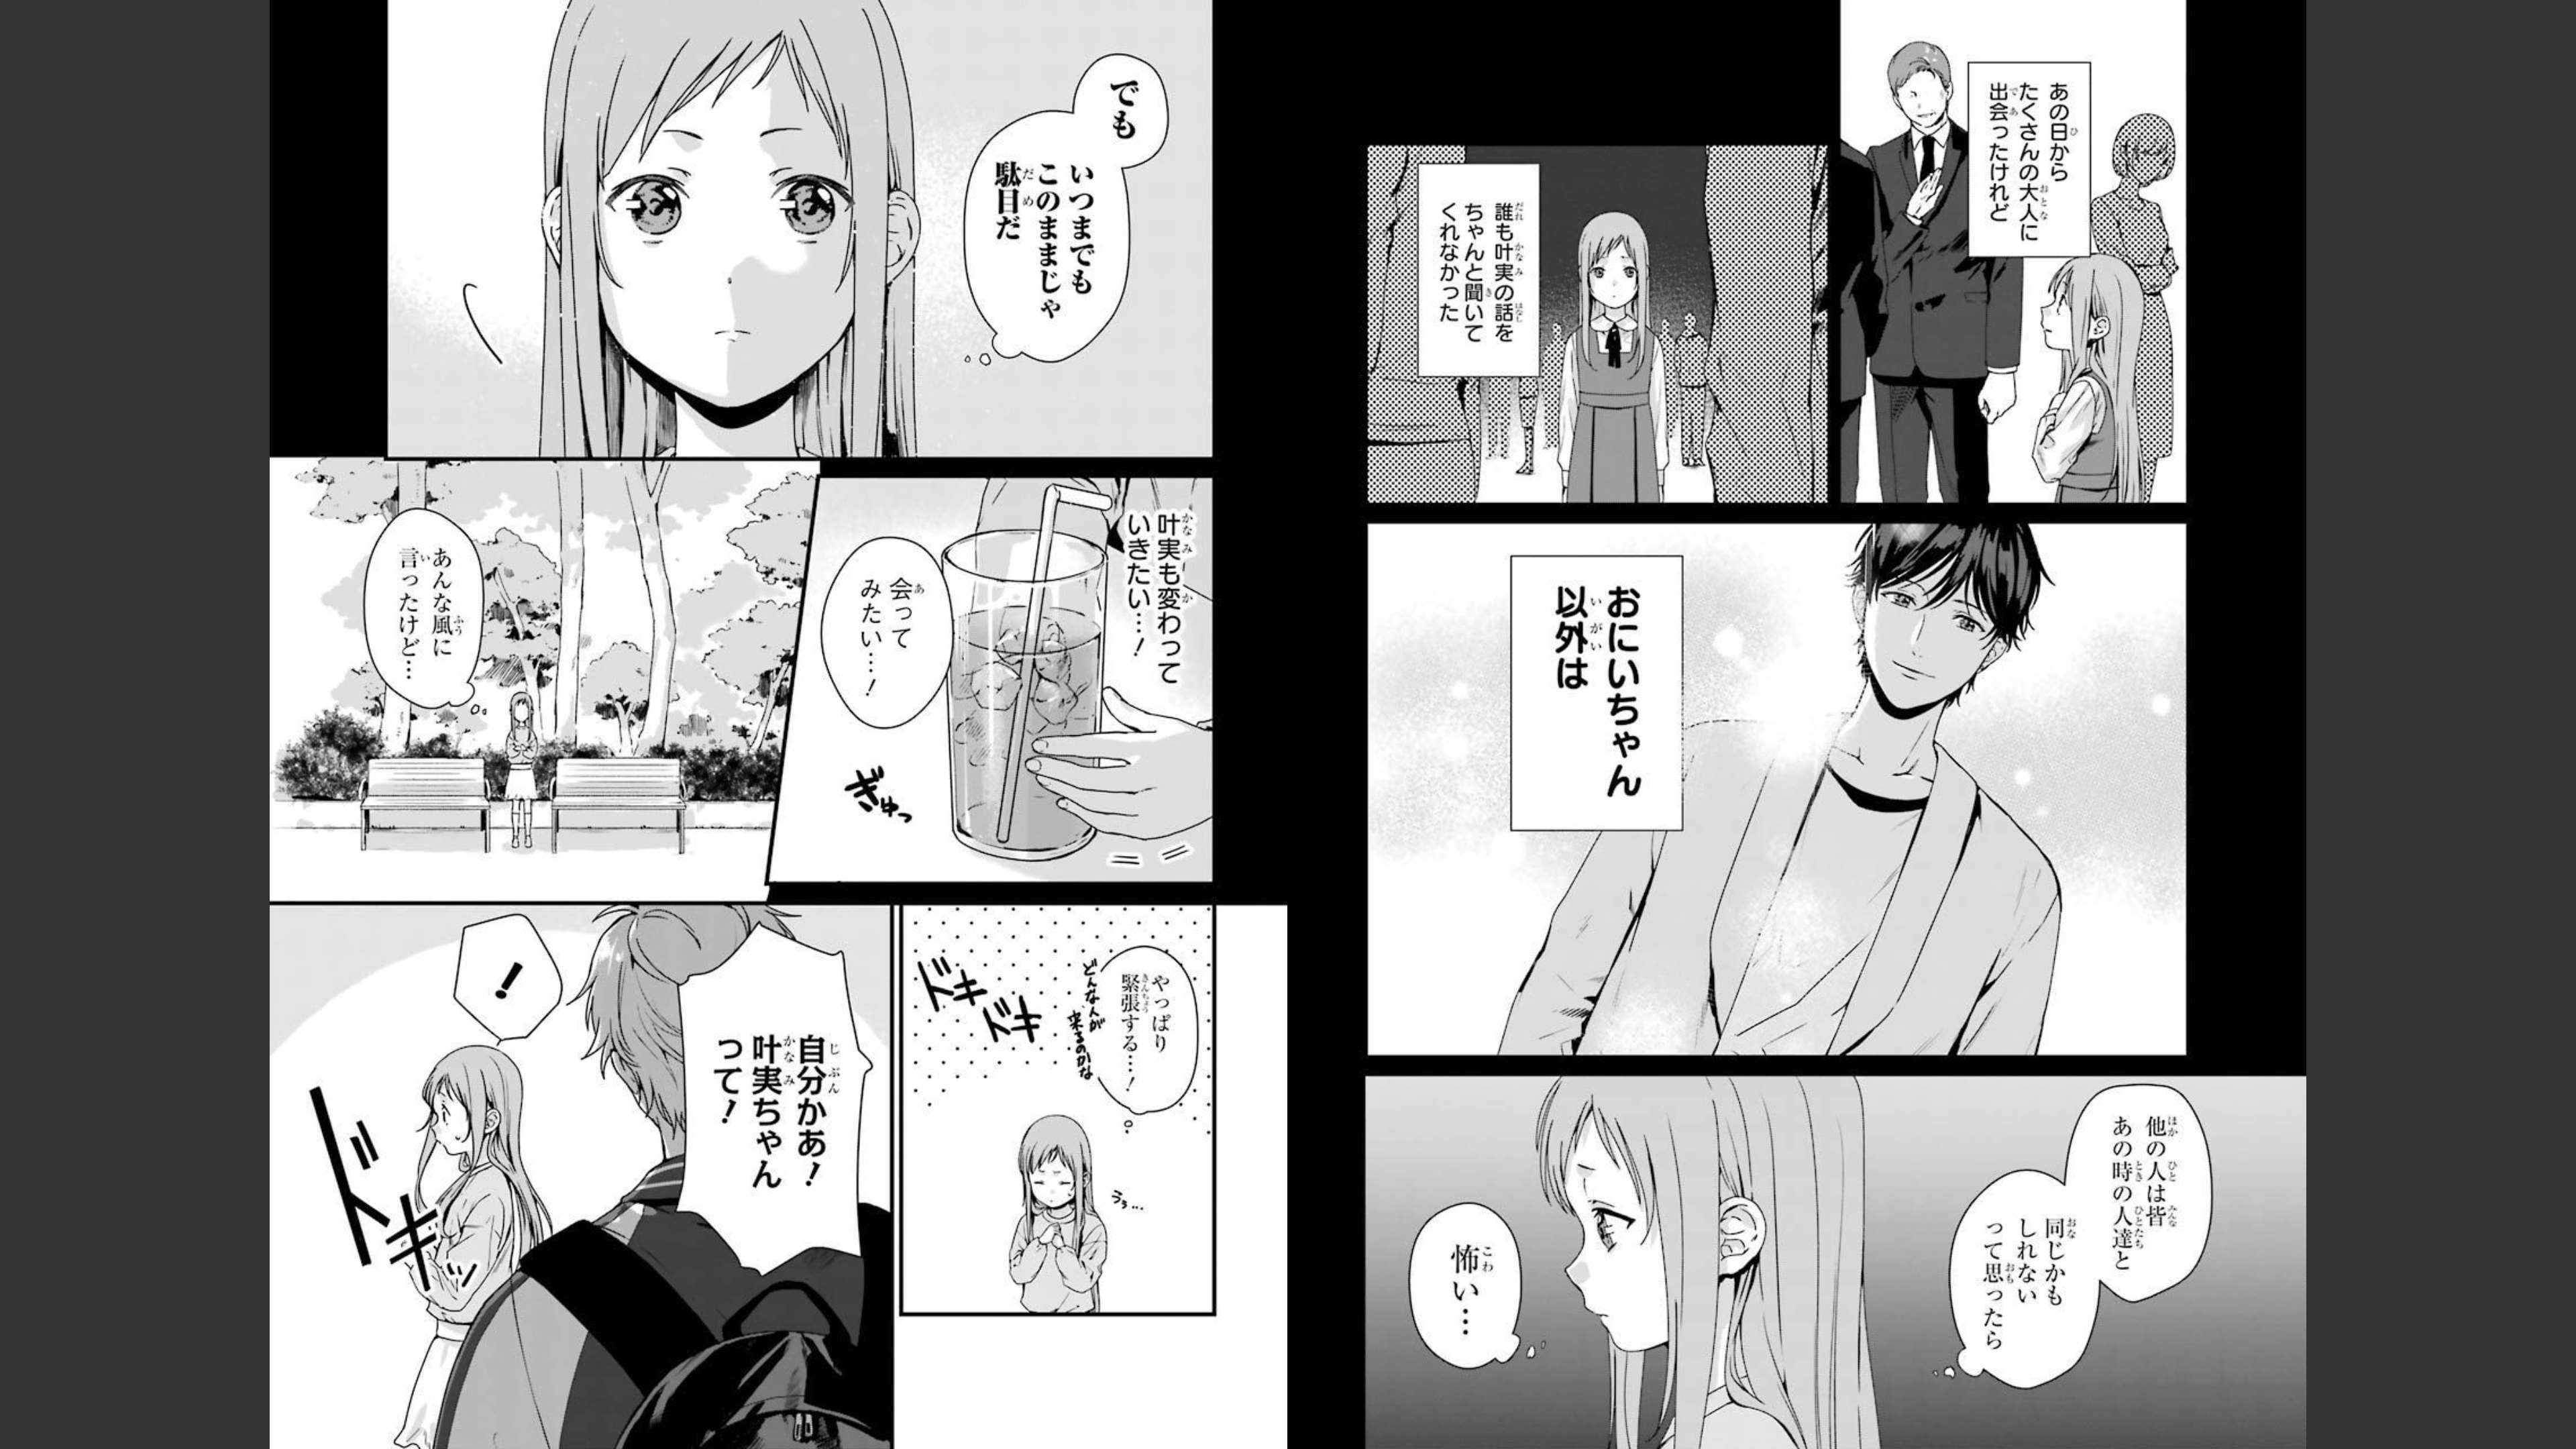 あの日から
たくさんの大人に
出会ったけれど
誰も叶実の話を
ちゃんと聞いて
くれなかった
おにいちゃん
以外は
他の人は皆
あの時の人達と
同じかも
しれない
って思ったら
怖い…
でも
いつまでも
このままじゃ
駄目だ
叶実も変わって
いきたい…！
会って
みたい…！
ぎゅっ
あんな風に
言ったけど…
やっぱり
緊張する…！
どんな人が
来るのかな
ドキ
ドキ
うぅ…
自分かあ！
叶実ちゃん
って！
！
ドキッ